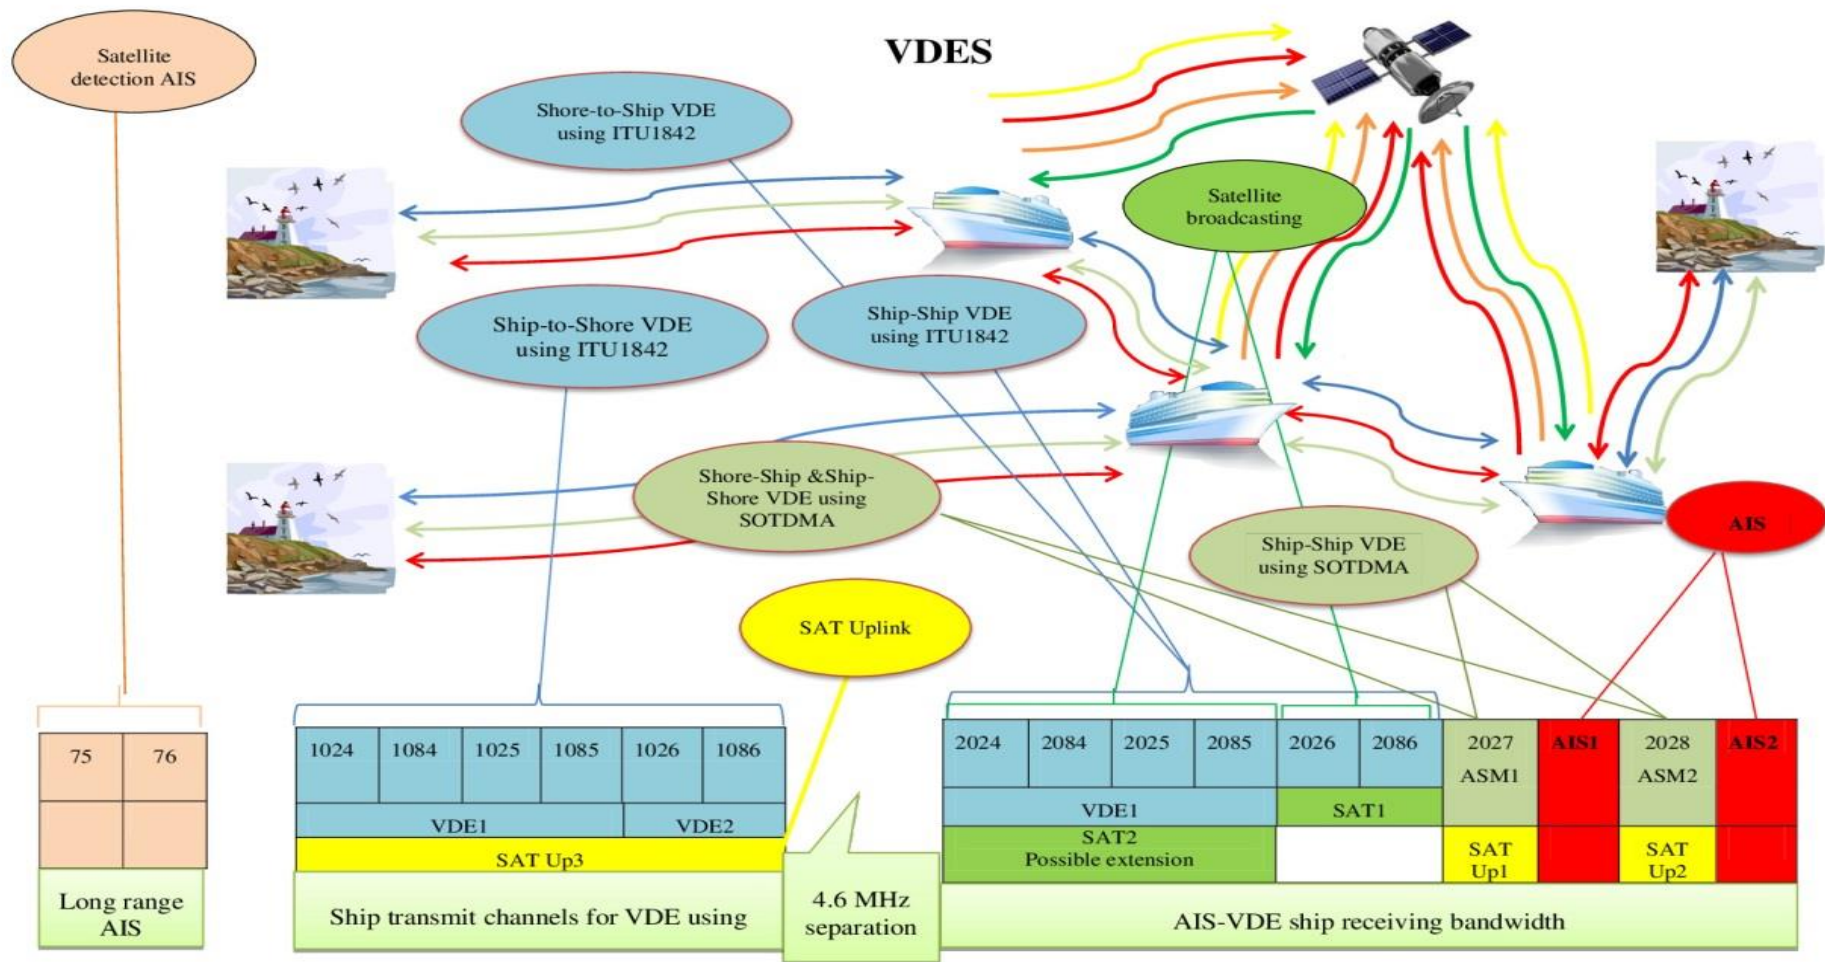 VDES
Satellite
detection AIS
Shore-to-Ship VDE
using ITU1842
Satellite
broadcasting
Ship-to-Shore VDE
using ITU1842
Ship-Ship VDE
using ITU1842
Shore-Ship &Ship-
Shore VDE using
SOTDMA
Ship-Ship VDE
using SOTDMA
AIS
SAT Uplink
75 76
Long range
AIS
1024 1084 1025 1085 1026 1086
VDE1 VDE2
SAT Up3
Ship transmit channels for VDE using
4.6 MHz
separation
2024 2084 2025 2085 2026 2086 2027 AIS1 2028 AIS2
ASM1 ASM2
VDE1 SAT1
SAT2
Possible extension
SAT
Up1
SAT
Up2
AIS-VDE ship receiving bandwidth